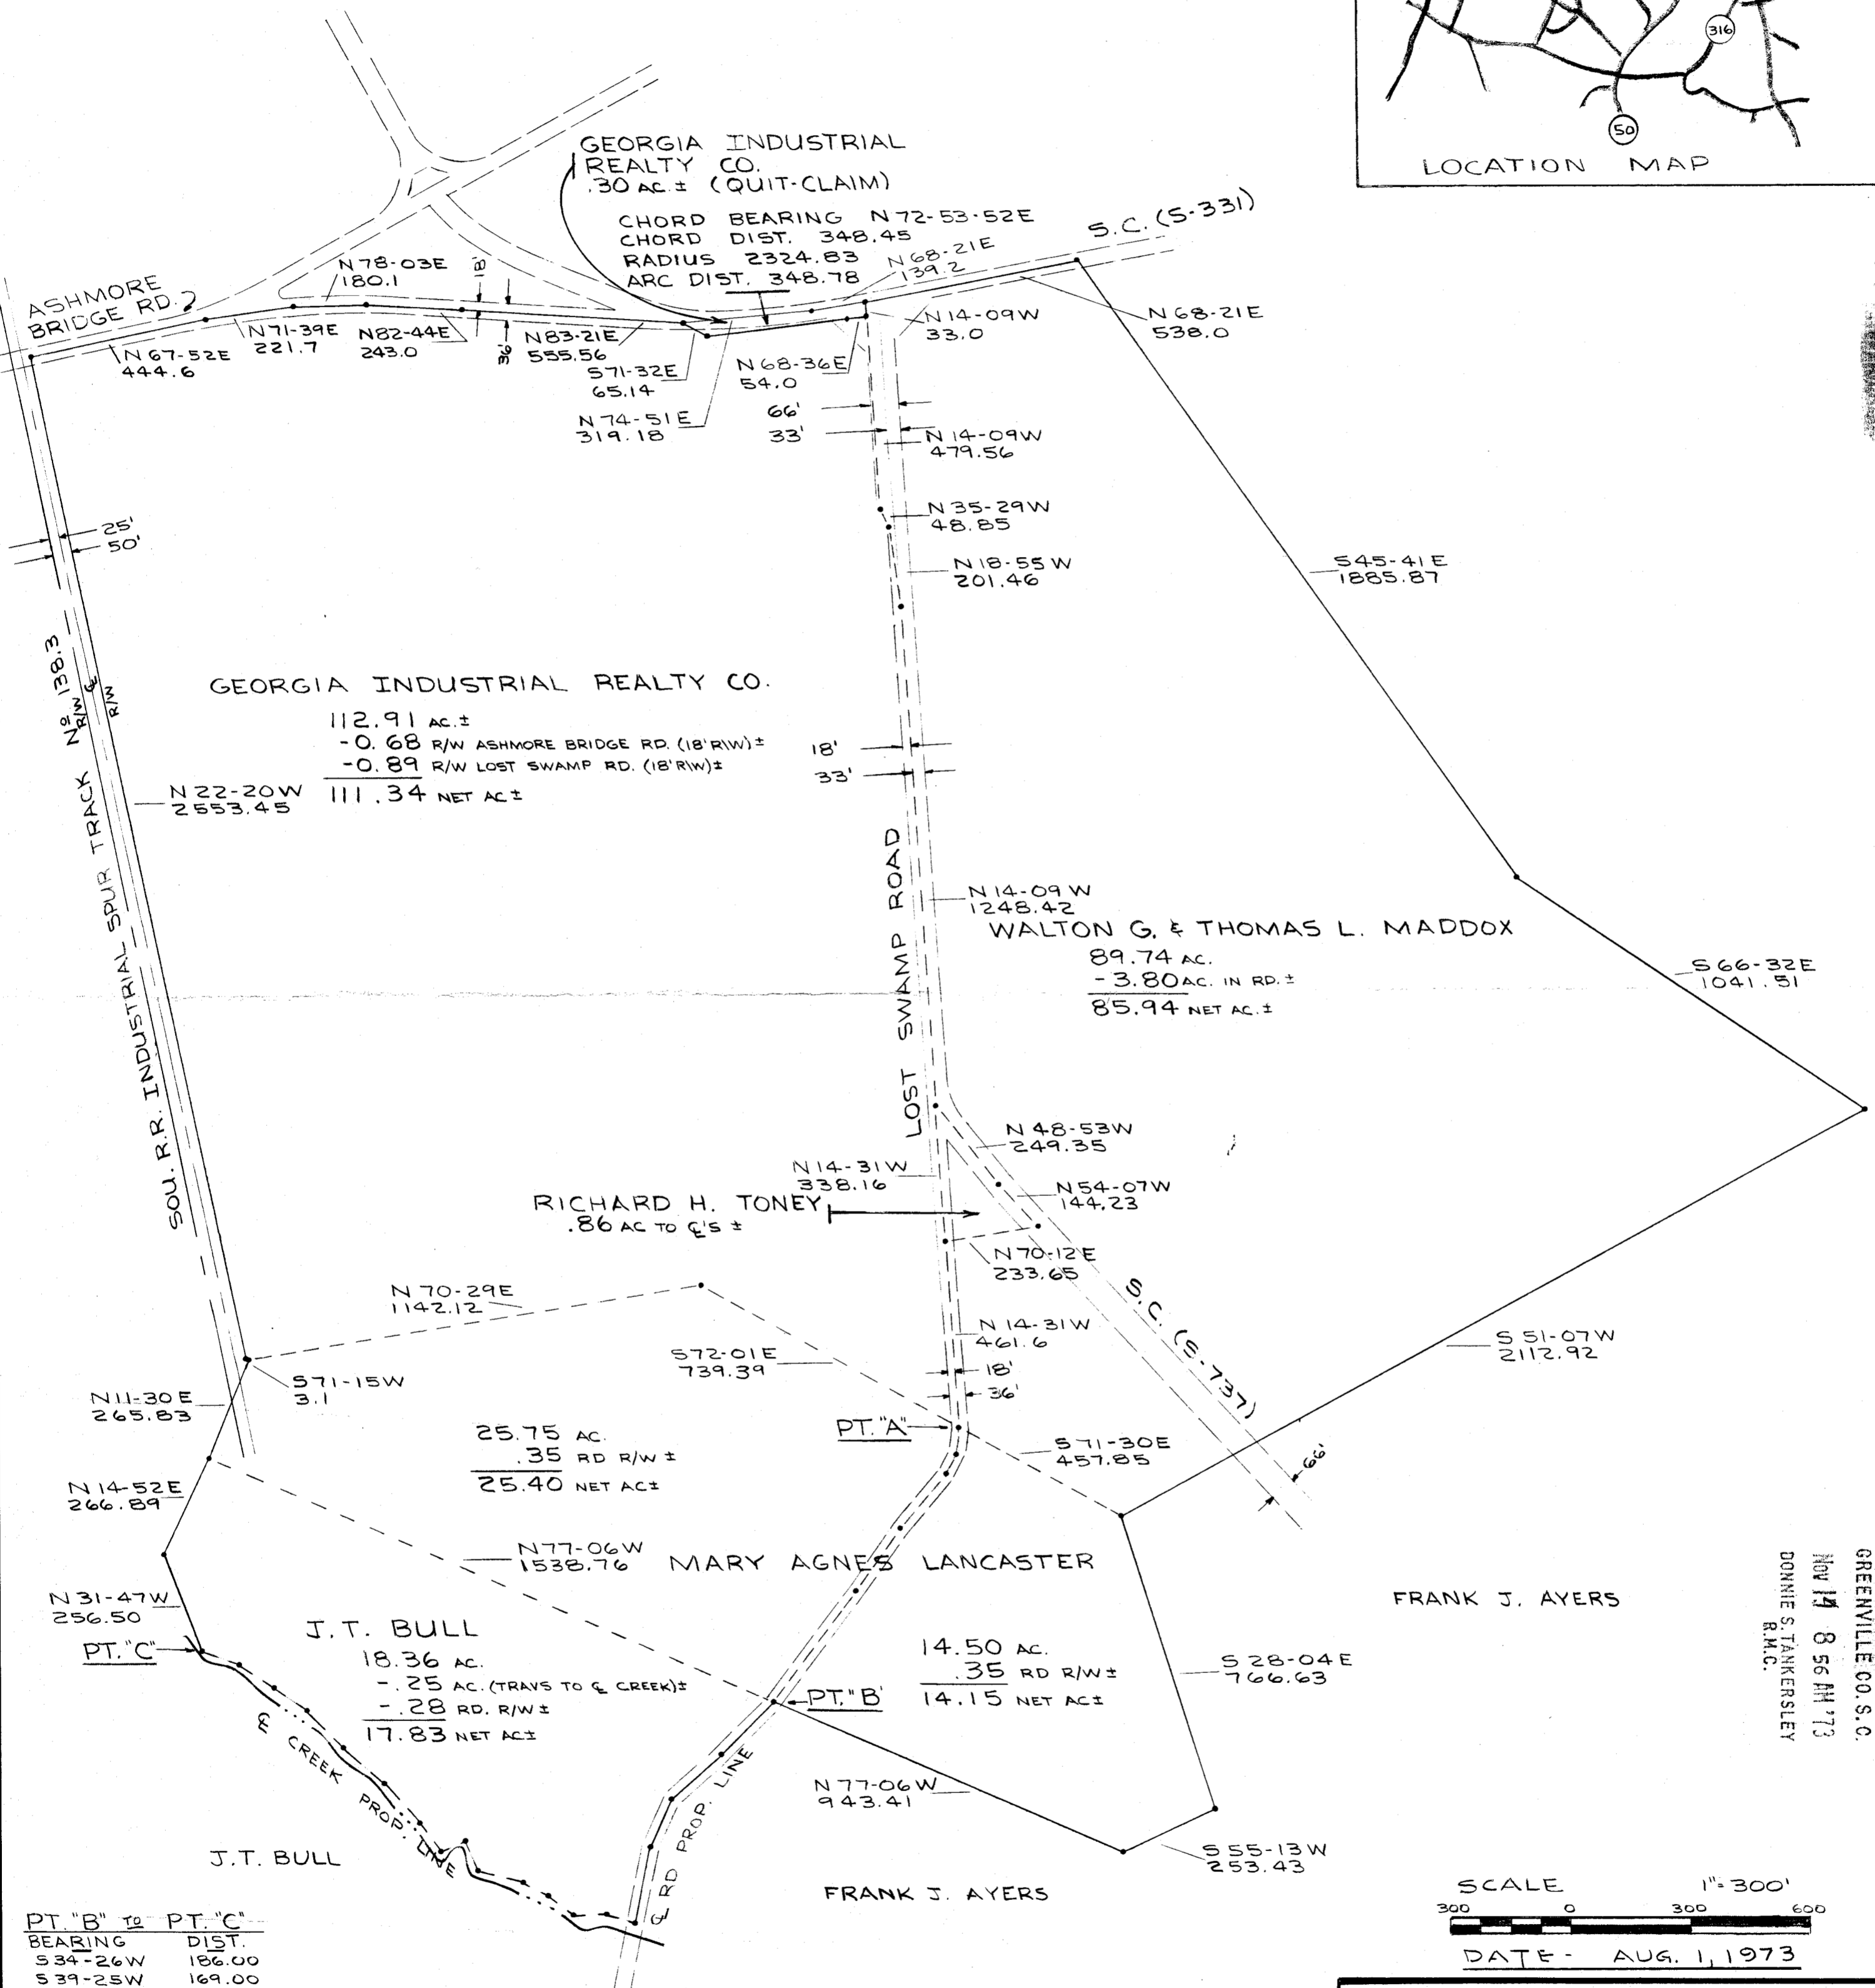 316
50
LOCATION MAP
GEORGIA INDUSTRIAL
REALTY CO.
.30 AC.± (QUIT-CLAIM)
CHORD BEARING N72-53-52E
CHORD DIST. 348.45
RADIUS 2324.83
ARC DIST. 348.78
N68-21E
139.2
S.C. (S-331)
ASHMORE
BRIDGE RD.
N78-03E
180.1
18'
N67-52E
444.6
N71-39E
221.7
N82-44E
243.0
36'
N83-21E
555.56
S71-32E
65.14
N74-51E
319.18
N68-36E
54.0
N14-09W
33.0
N68-21E
538.0
66'
33'
N14-09W
479.56
N35-29W
48.85
N18-55W
201.46
25'
50'
S45-41E
1885.87
SOU. R.R. INDUSTRIAL SPUR TRACK Nº 138.3
R/W ℄
R/W
GEORGIA INDUSTRIAL REALTY CO.
112.91 AC.±
-0.68 R/W ASHMORE BRIDGE RD. (18'R\W)±
-0.89 R/W LOST SWAMP RD. (18'R\W)±
111.34 NET AC±
N22-20W
2553.45
18'
33'
LOST SWAMP ROAD
N14-09W
1248.42
WALTON G. & THOMAS L. MADDOX
89.74 AC.
-3.80 AC. IN RD.±
85.94 NET AC.±
S66-32E
1041.51
N48-53W
249.35
N14-31W
338.16
N54-07W
144.23
RICHARD H. TONEY
.86 AC TO ℄'S ±
N70-12E
233.65
N70-29E
1142.12
N14-31W
461.6
S.C. (S-737)
S51-07W
2112.92
S72-01E
739.39
18'
36'
S71-15W
3.1
N11-30E
265.83
25.75 AC.
.35 RD R/W ±
25.40 NET AC±
PT. "A"
S71-30E
457.85
66'
N14-52E
266.89
N77-06W
1538.76
MARY AGNES LANCASTER
FRANK J. AYERS
GREENVILLE CO. S.C.
NOV 14 8 56 AM '73
DONNIE S. TANKERSLEY
R.M.C.
N31-47W
256.50
PT. "C"
J.T. BULL
18.36 AC.
-.25 AC. (TRAVS TO ℄ CREEK)±
-.28 RD. R/W±
17.83 NET AC±
14.50 AC.
.35 RD R/W±
14.15 NET AC±
S28-04E
766.63
PT. "B'
℄ CREEK PROP. LINE
℄ RD PROP. LINE
N77-06W
943.41
S55-13W
253.43
J.T. BULL
FRANK J. AYERS
SCALE 1"=300'
300 0 300 600
DATE - AUG. 1, 1973
PT. "B" TO PT. "C"
BEARING DIST.
S34-26W 186.00
S39-25W 169.00